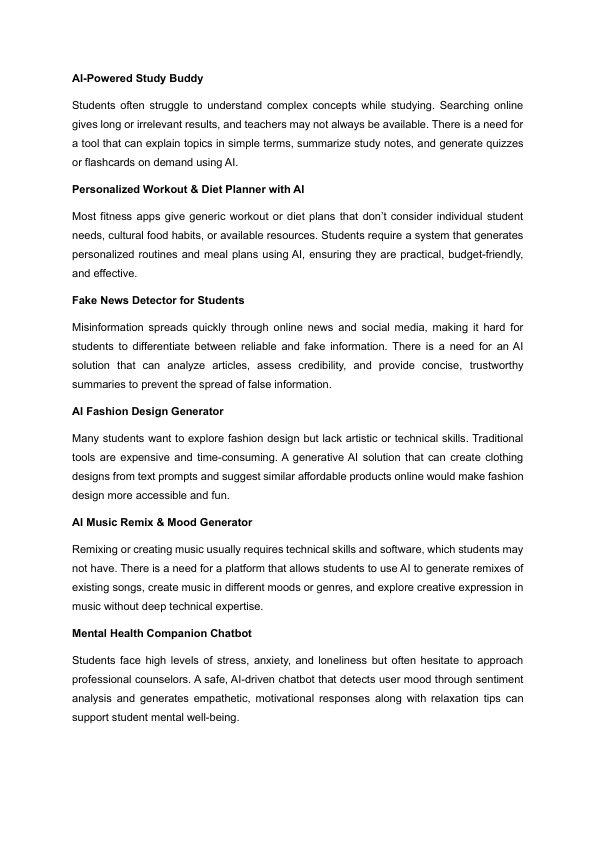 AI-Powered Study Buddy
Students often struggle to understand complex concepts while studying. Searching online
gives long or irrelevant results, and teachers may not always be available. There is a need for
a tool that can explain topics in simple terms, summarize study notes, and generate quizzes
or flashcards on demand using AI.
Personalized Workout & Diet Planner with AI
Most fitness apps give generic workout or diet plans that don’t consider individual student
needs, cultural food habits, or available resources. Students require a system that generates
personalized routines and meal plans using AI, ensuring they are practical, budget-friendly,
and effective.
Fake News Detector for Students
Misinformation spreads quickly through online news and social media, making it hard for
students to differentiate between reliable and fake information. There is a need for an AI
solution that can analyze articles, assess credibility, and provide concise, trustworthy
summaries to prevent the spread of false information.
AI Fashion Design Generator
Many students want to explore fashion design but lack artistic or technical skills. Traditional
tools are expensive and time-consuming. A generative AI solution that can create clothing
designs from text prompts and suggest similar affordable products online would make fashion
design more accessible and fun.
AI Music Remix & Mood Generator
Remixing or creating music usually requires technical skills and software, which students may
not have. There is a need for a platform that allows students to use AI to generate remixes of
existing songs, create music in different moods or genres, and explore creative expression in
music without deep technical expertise.
Mental Health Companion Chatbot
Students face high levels of stress, anxiety, and loneliness but often hesitate to approach
professional counselors. A safe, AI-driven chatbot that detects user mood through sentiment
analysis and generates empathetic, motivational responses along with relaxation tips can
support student mental well-being.